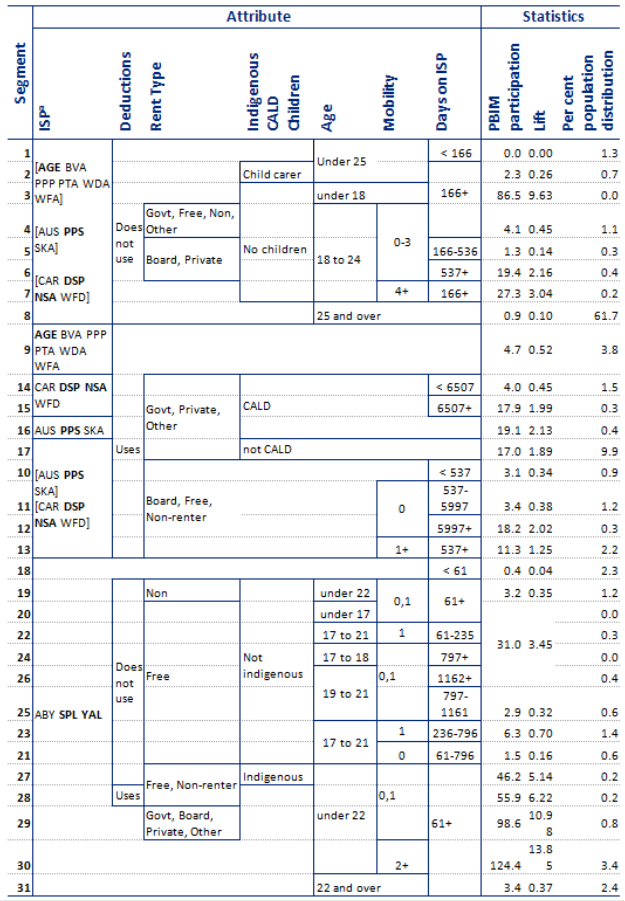 Attribute Statistics
Segment ISPᵃ Deductions Rent Type Indigenous CALD Children Age Mobility Days on ISP PBIM participation Lift Per cent population distribution
1 [AGE BVA PPP PTA WDA WFA] Under 25 < 166 0.0 0.00 1.3
2 Child carer 166+ 2.3 0.26 0.7
3 under 18 86.5 9.63 0.0
4 [AUS PPS SKA] Does not use Govt, Free, Non, Other No children 18 to 24 0-3 4.1 0.45 1.1
5 Board, Private 166-536 1.3 0.14 0.3
6 [CAR DSP NSA WFD] 537+ 19.4 2.16 0.4
7 4+ 166+ 27.3 3.04 0.2
8 25 and over 0.9 0.10 61.7
9 AGE BVA PPP PTA WDA WFA 4.7 0.52 3.8
14 CAR DSP NSA WFD Uses Govt, Private, Other CALD < 6507 4.0 0.45 1.5
15 6507+ 17.9 1.99 0.3
16 AUS PPS SKA 19.1 2.13 0.4
17 not CALD 17.0 1.89 9.9
10 [AUS PPS SKA] [CAR DSP NSA WFD] Board, Free, Non-renter 0 < 537 3.1 0.34 0.9
11 537-5997 3.4 0.38 1.2
12 5997+ 18.2 2.02 0.3
13 1+ 537+ 11.3 1.25 2.2
18 ABY SPL YAL < 61 0.4 0.04 2.3
19 Does not use Non Not indigenous under 22 0,1 61+ 3.2 0.35 1.2
20 Free under 17 31.0 3.45 0.0
22 17 to 21 1 61-235 0.3
24 17 to 18 0,1 797+ 0.0
26 19 to 21 1162+ 0.4
25 797-1161 2.9 0.32 0.6
23 17 to 21 1 236-796 6.3 0.70 1.4
21 0 61-796 1.5 0.16 0.6
27 Free, Non-renter Indigenous under 22 0,1 61+ 46.2 5.14 0.2
28 Uses 55.9 6.22 0.2
29 Govt, Board, Private, Other 98.6 10.98 0.8
30 2+ 124.4 13.85 3.4
31 22 and over 3.4 0.37 2.4